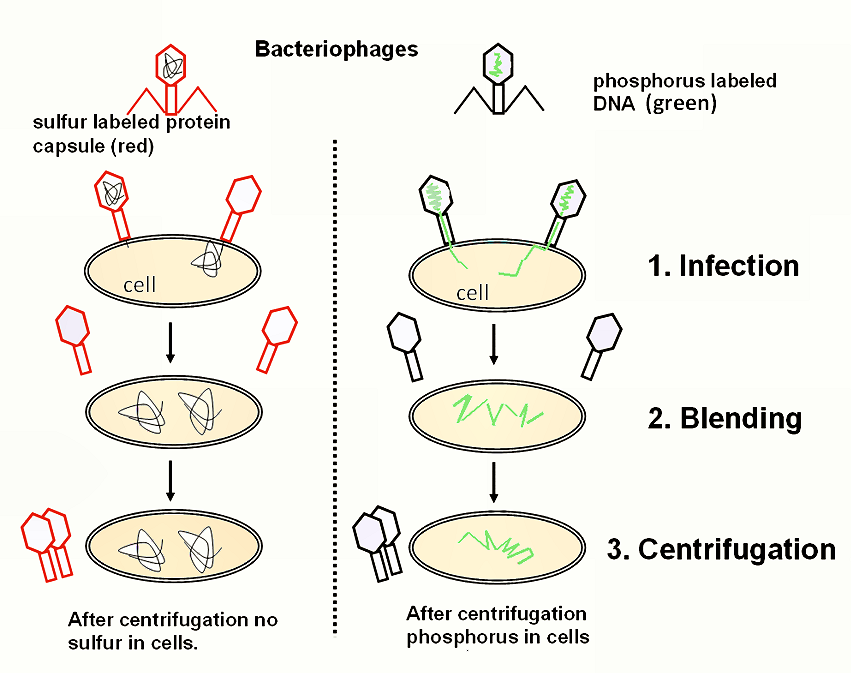 Bacteriophages
sulfur labeled protein
capsule (red)
phosphorus labeled
DNA (green)
cell
cell
1. Infection
2. Blending
3. Centrifugation
After centrifugation no
sulfur in cells.
After centrifugation
phosphorus in cells